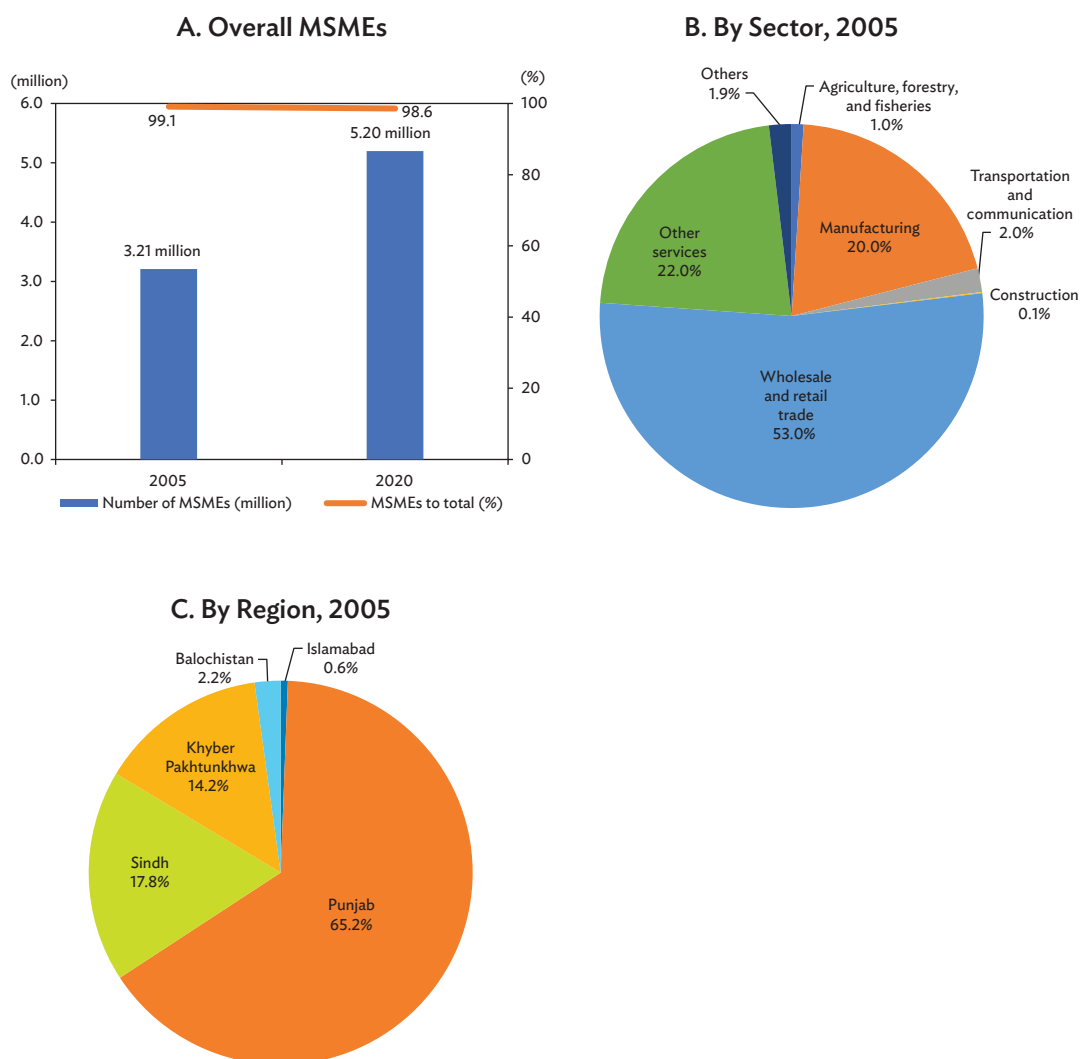 A. Overall MSMEs
(million)
(%)
6.0
5.0
4.0
3.0
2.0
1.0
0.0
100
80
60
40
20
0
99.1
98.6
3.21 million
5.20 million
2005
2020
Number of MSMEs (million)
MSMEs to total (%)
B. By Sector, 2005
Others
1.9%
Agriculture, forestry,
and fisheries
1.0%
Manufacturing
20.0%
Transportation
and
communication
2.0%
Construction
0.1%
Wholesale
and retail
trade
53.0%
Other
services
22.0%
C. By Region, 2005
Balochistan
2.2%
Islamabad
0.6%
Khyber
Pakhtunkhwa
14.2%
Sindh
17.8%
Punjab
65.2%